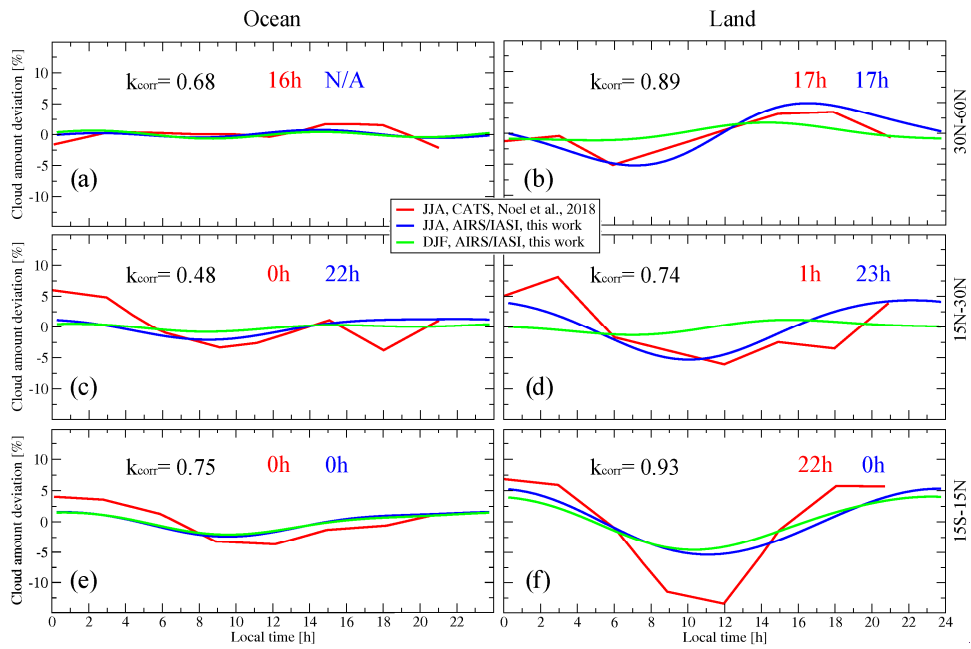 Ocean
Land
Cloud amount deviation [%]
10
5
0
-5
-10
k_corr= 0.68
16h
N/A
(a)
k_corr= 0.89
17h
17h
(b)
30N-60N
JJA, CATS, Noel et al., 2018
JJA, AIRS/IASI, this work
DJF, AIRS/IASI, this work
Cloud amount deviation [%]
10
5
0
-5
-10
k_corr= 0.48
0h
22h
(c)
k_corr= 0.74
1h
23h
(d)
15N-30N
Cloud amount deviation [%]
10
5
0
-5
-10
k_corr= 0.75
0h
0h
(e)
k_corr= 0.93
22h
0h
(f)
15S-15N
0 2 4 6 8 10 12 14 16 18 20 22
0 2 4 6 8 10 12 14 16 18 20 22 24
Local time [h]
Local time [h]